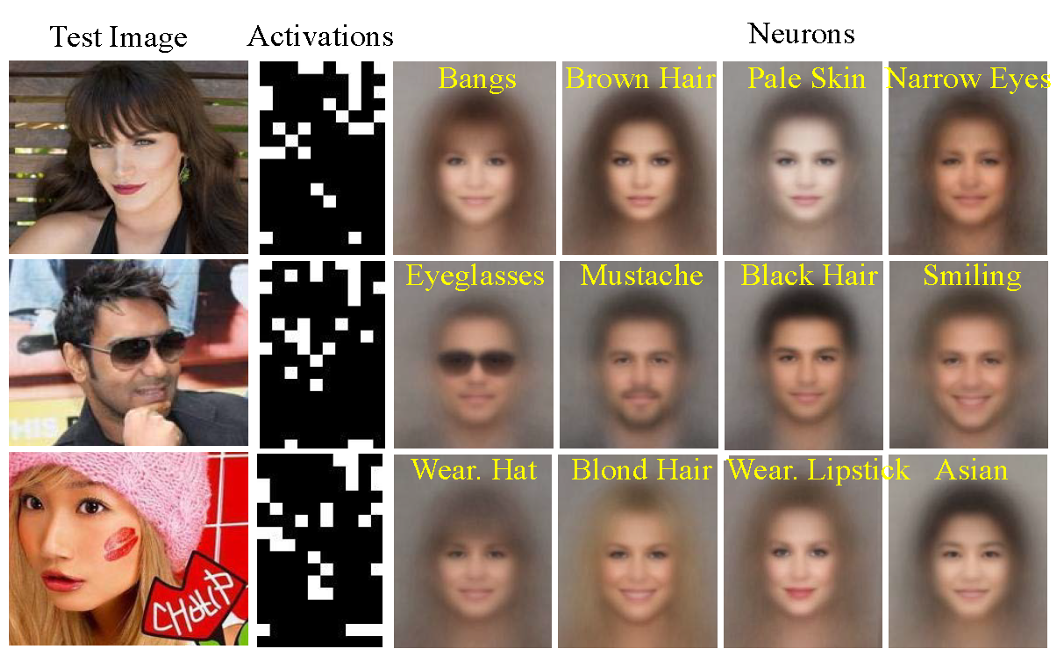 Test Image Activations Neurons
Bangs Brown Hair Pale Skin Narrow Eyes
Eyeglasses Mustache Black Hair Smiling
THIS
Wear. Hat Blond Hair Wear. Lipstick Asian